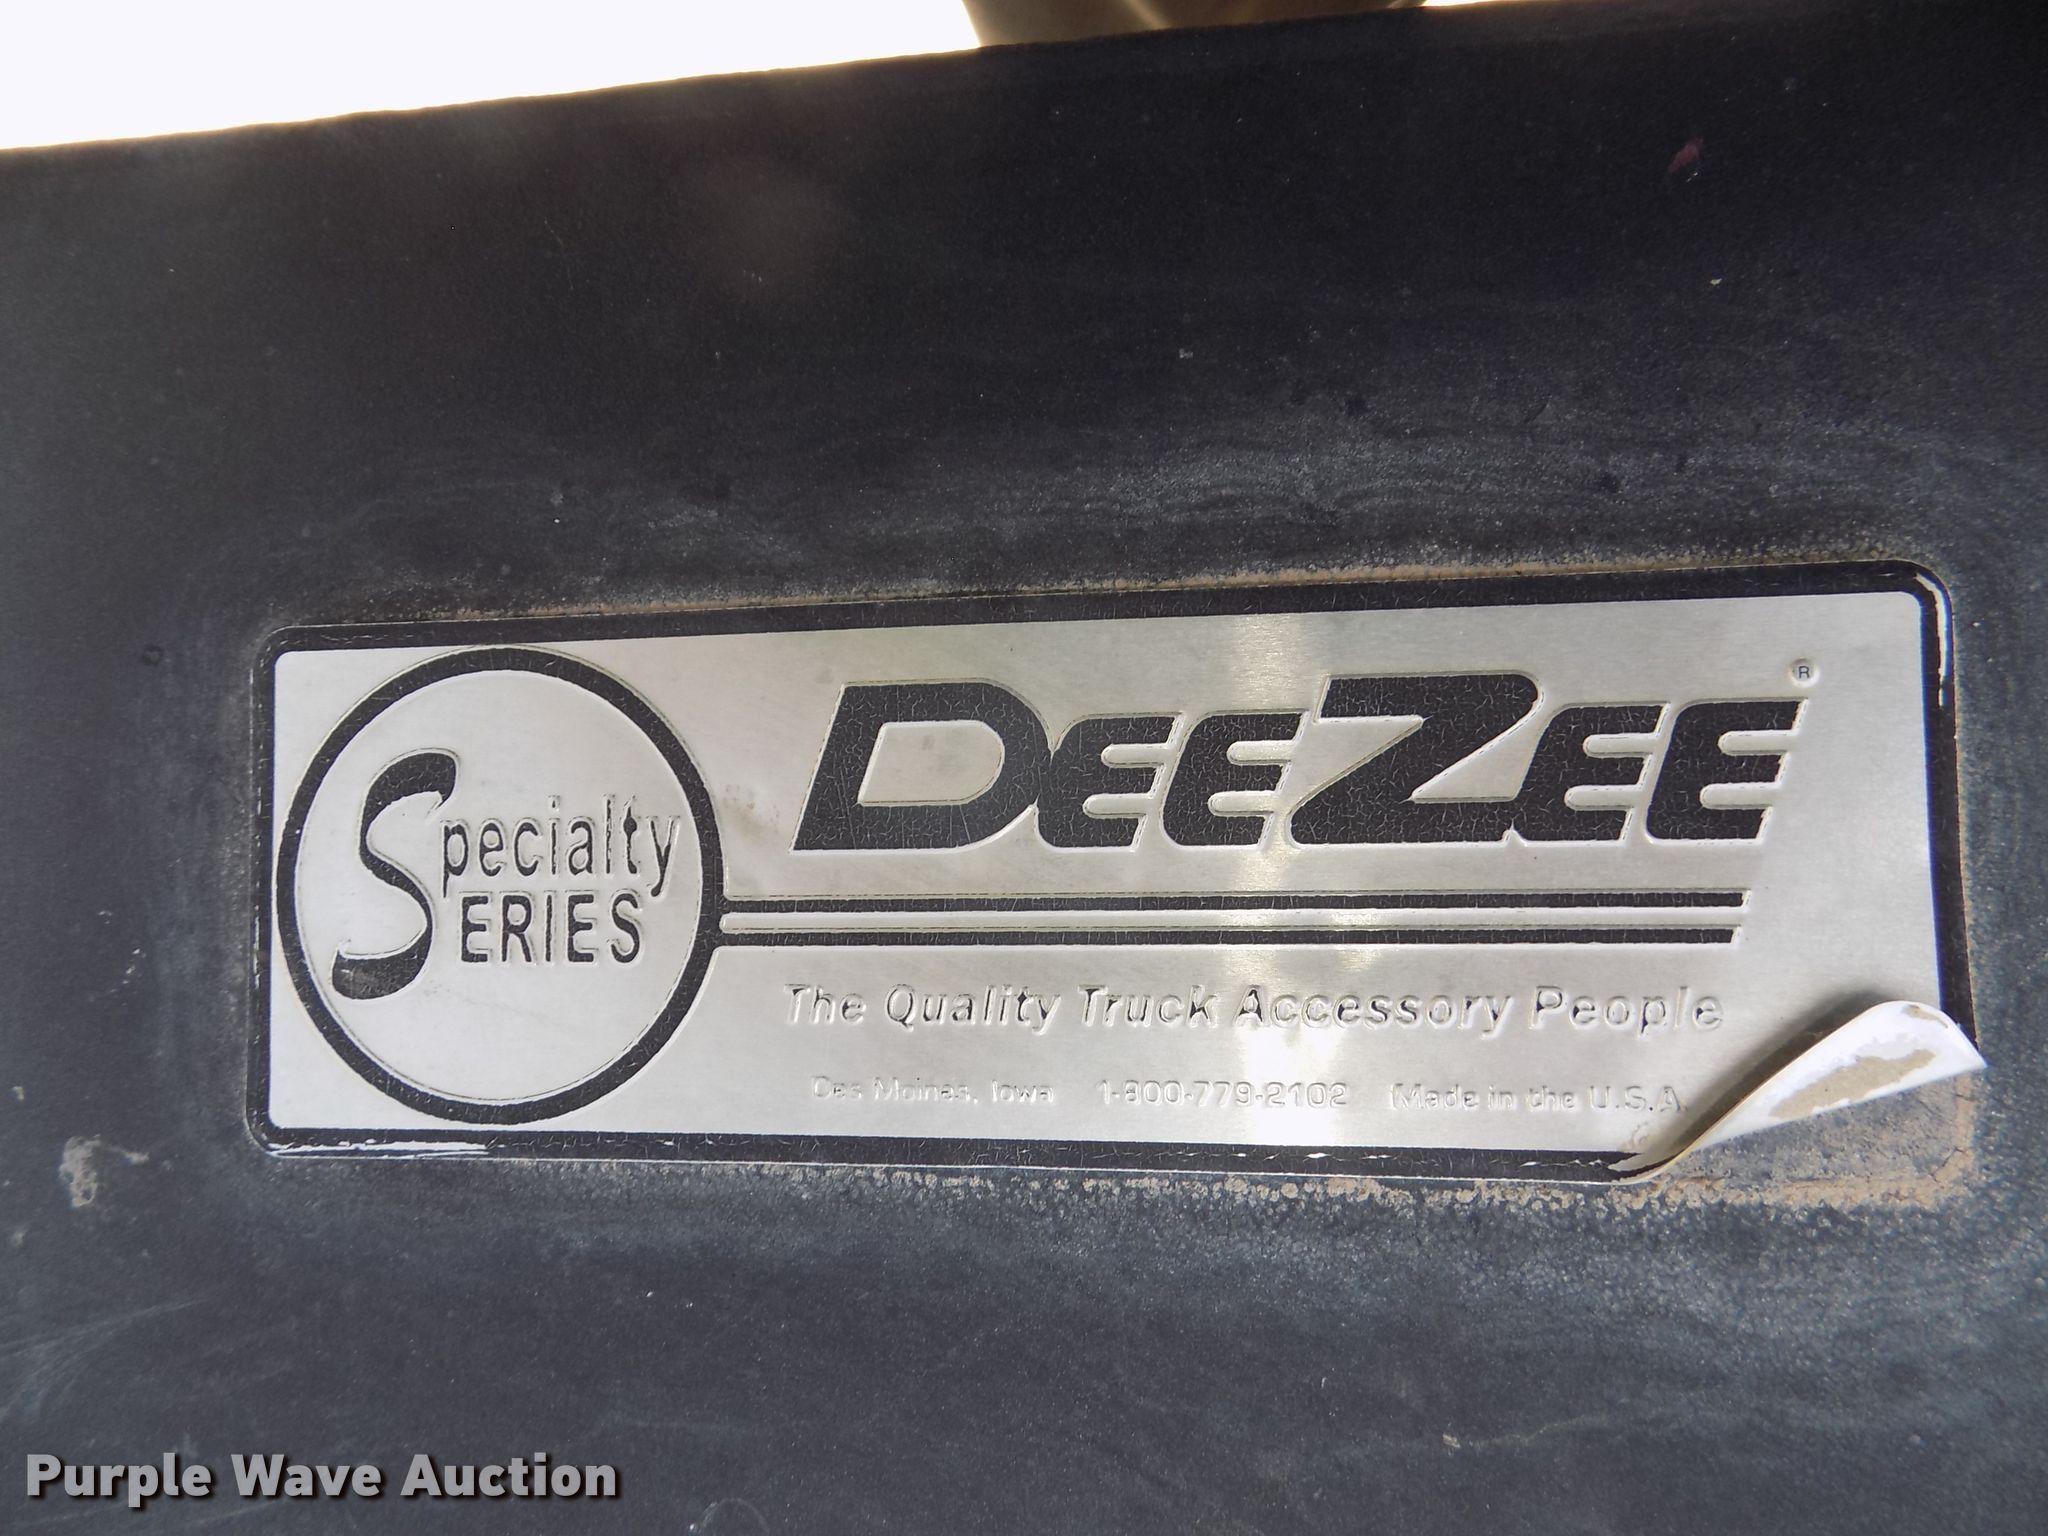 Specialty
SERIES
DEEZEE®
The Quality Truck Accessory People
Des Moines, Iowa 1-800-779-2102 Made in the U.S.A.
Purple Wave Auction